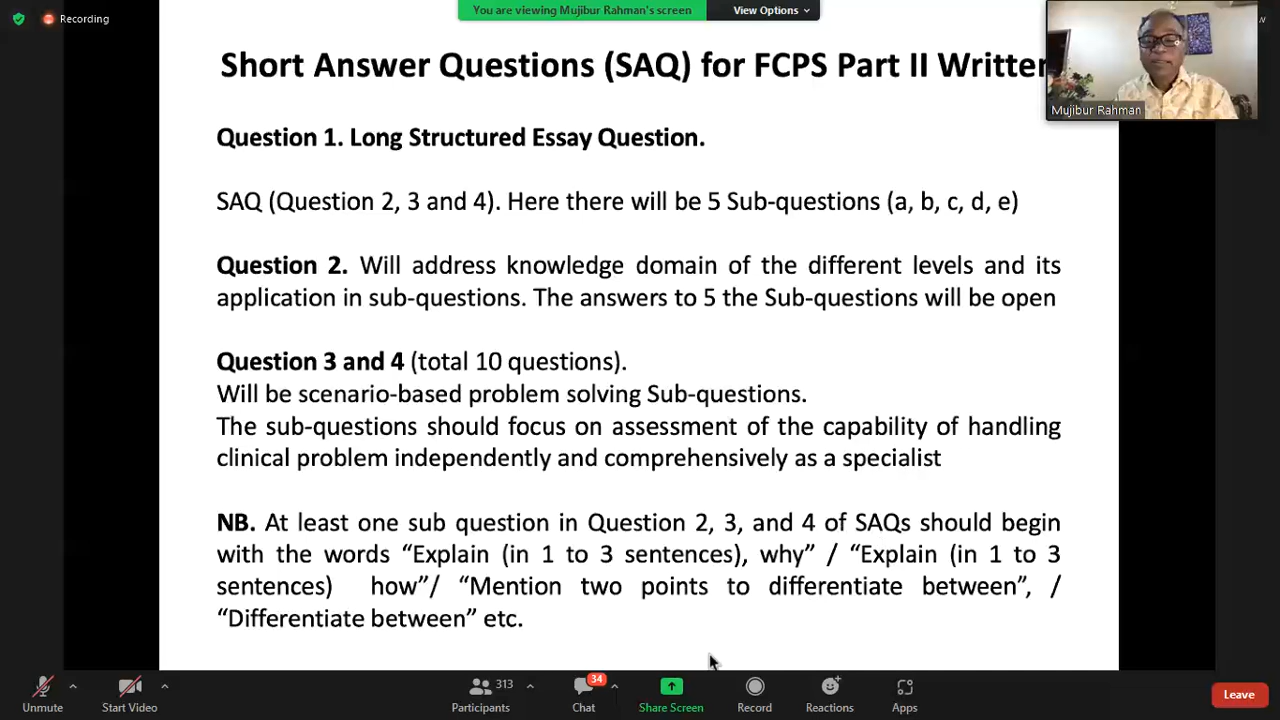 Recording
You are viewing Mujibur Rahman's screen
View Options
Short Answer Questions (SAQ) for FCPS Part II Written
Mujibur Rahman
Question 1. Long Structured Essay Question.
SAQ (Question 2, 3 and 4). Here there will be 5 Sub-questions (a, b, c, d, e)
Question 2. Will address knowledge domain of the different levels and its
application in sub-questions. The answers to 5 the Sub-questions will be open
Question 3 and 4 (total 10 questions).
Will be scenario-based problem solving Sub-questions.
The sub-questions should focus on assessment of the capability of handling
clinical problem independently and comprehensively as a specialist
NB. At least one sub question in Question 2, 3, and 4 of SAQs should begin
with the words “Explain (in 1 to 3 sentences), why” / “Explain (in 1 to 3
sentences) how”/ “Mention two points to differentiate between”, /
“Differentiate between” etc.
Unmute
Start Video
313
Participants
34
Chat
Share Screen
Record
Reactions
Apps
Leave